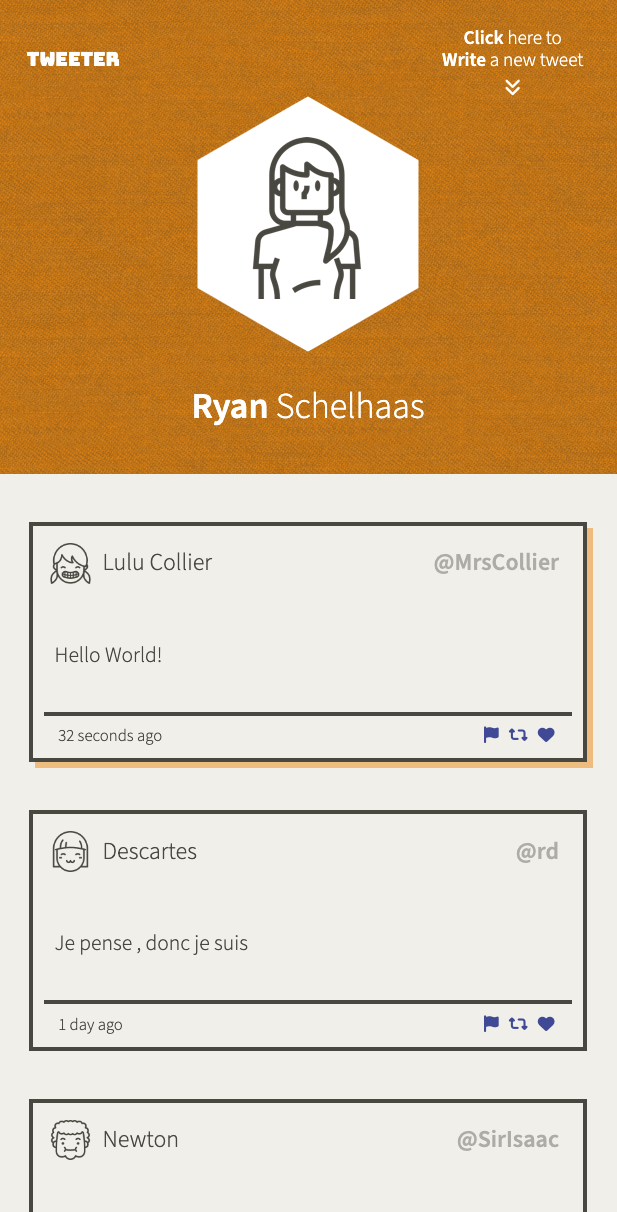 TWEETER
Click here to
Write a new tweet
Ryan Schelhaas
Lulu Collier
@MrsCollier
Hello World!
32 seconds ago
Descartes
@rd
Je pense , donc je suis
1 day ago
Newton
@SirIsaac